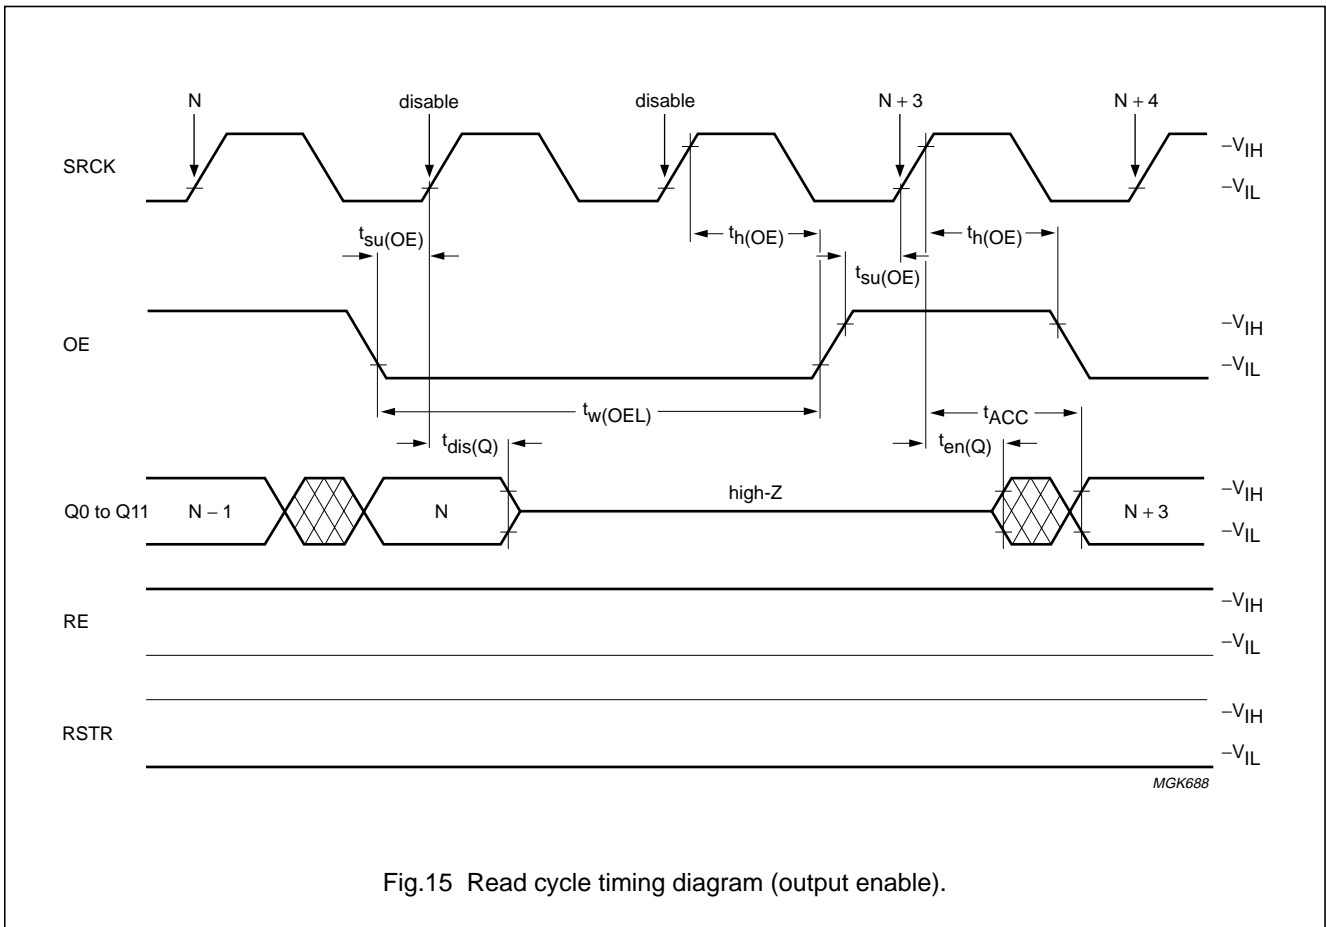 N disable disable N + 3 N + 4
SRCK
–VIH
–VIL
tsu(OE) th(OE) tsu(OE) th(OE)
OE
–VIH
–VIL
tw(OEL) tACC
tdis(Q) ten(Q)
Q0 to Q11 N – 1 N high-Z N + 3
–VIH
–VIL
RE
–VIH
–VIL
RSTR
–VIH
–VIL
MGK688
Fig.15 Read cycle timing diagram (output enable).